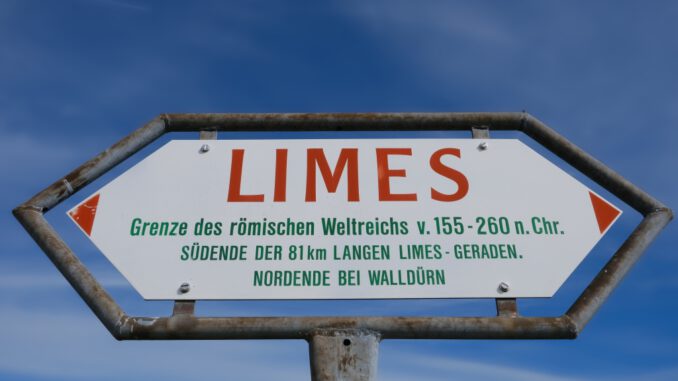 LIMES
Grenze des römischen Weltreichs v. 155-260 n. Chr.
SÜDENDE DER 81km LANGEN LIMES-GERADEN.
NORDENDE BEI WALLDÜRN